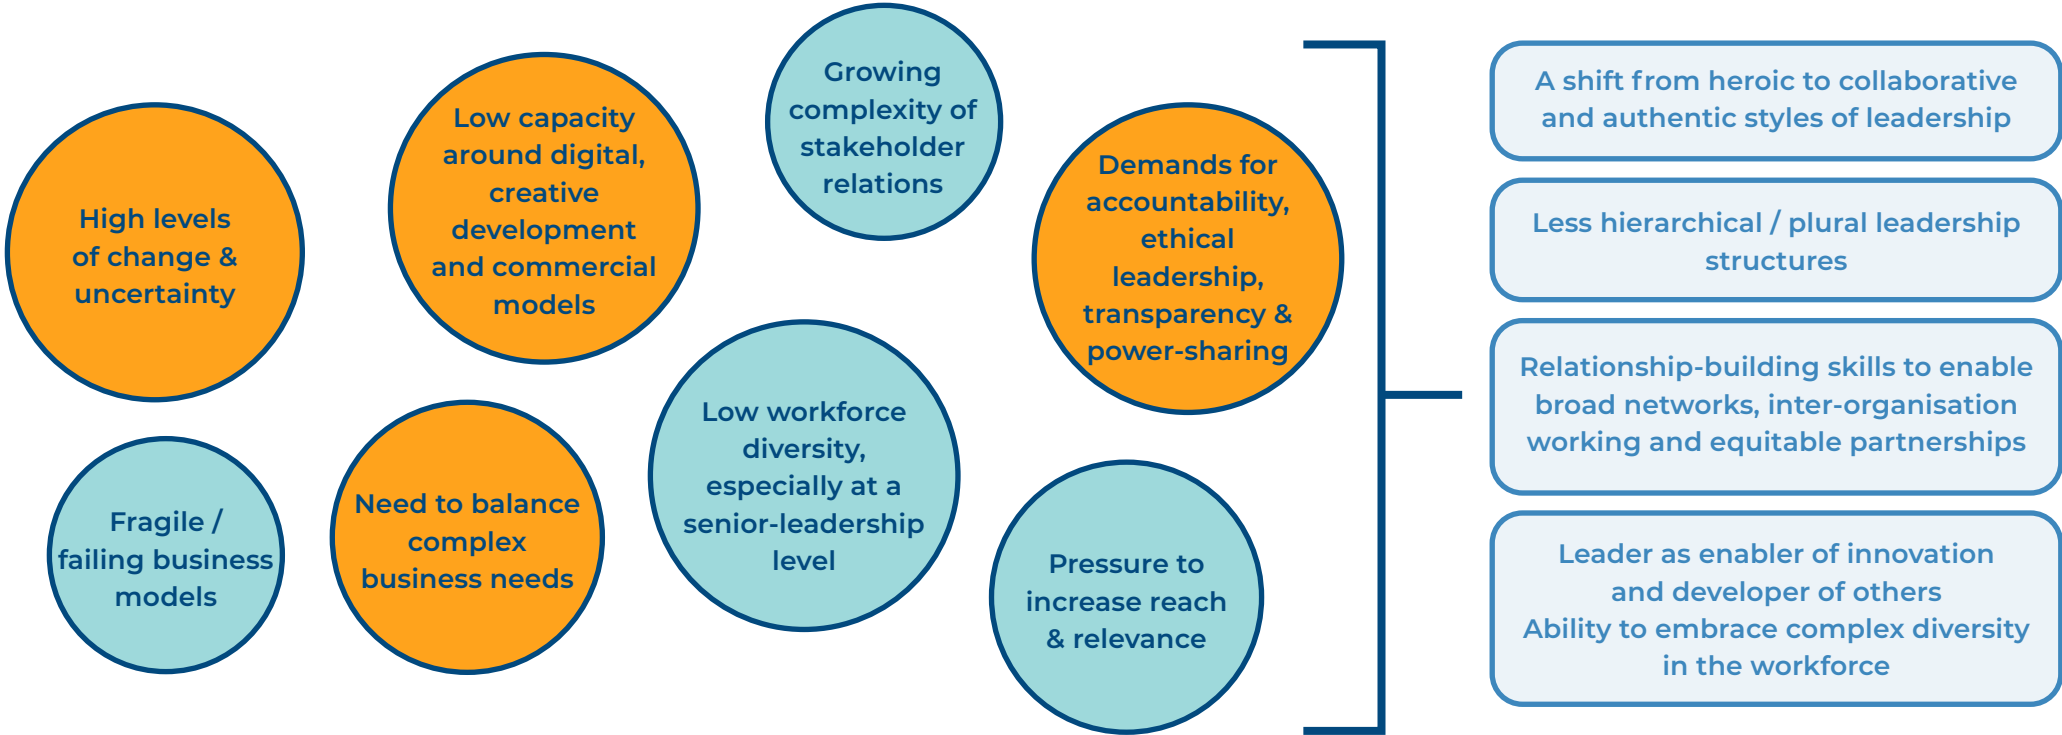 High levels
of change &
uncertainty
Low capacity
around digital,
creative
development
and commercial
models
Growing
complexity of
stakeholder
relations
Demands for
accountability,
ethical
leadership,
transparency &
power-sharing
Fragile /
failing business
models
Need to balance
complex
business needs
Low workforce
diversity,
especially at a
senior-leadership
level
Pressure to
increase reach
& relevance
A shift from heroic to collaborative
and authentic styles of leadership
Less hierarchical / plural leadership
structures
Relationship-building skills to enable
broad networks, inter-organisation
working and equitable partnerships
Leader as enabler of innovation
and developer of others
Ability to embrace complex diversity
in the workforce